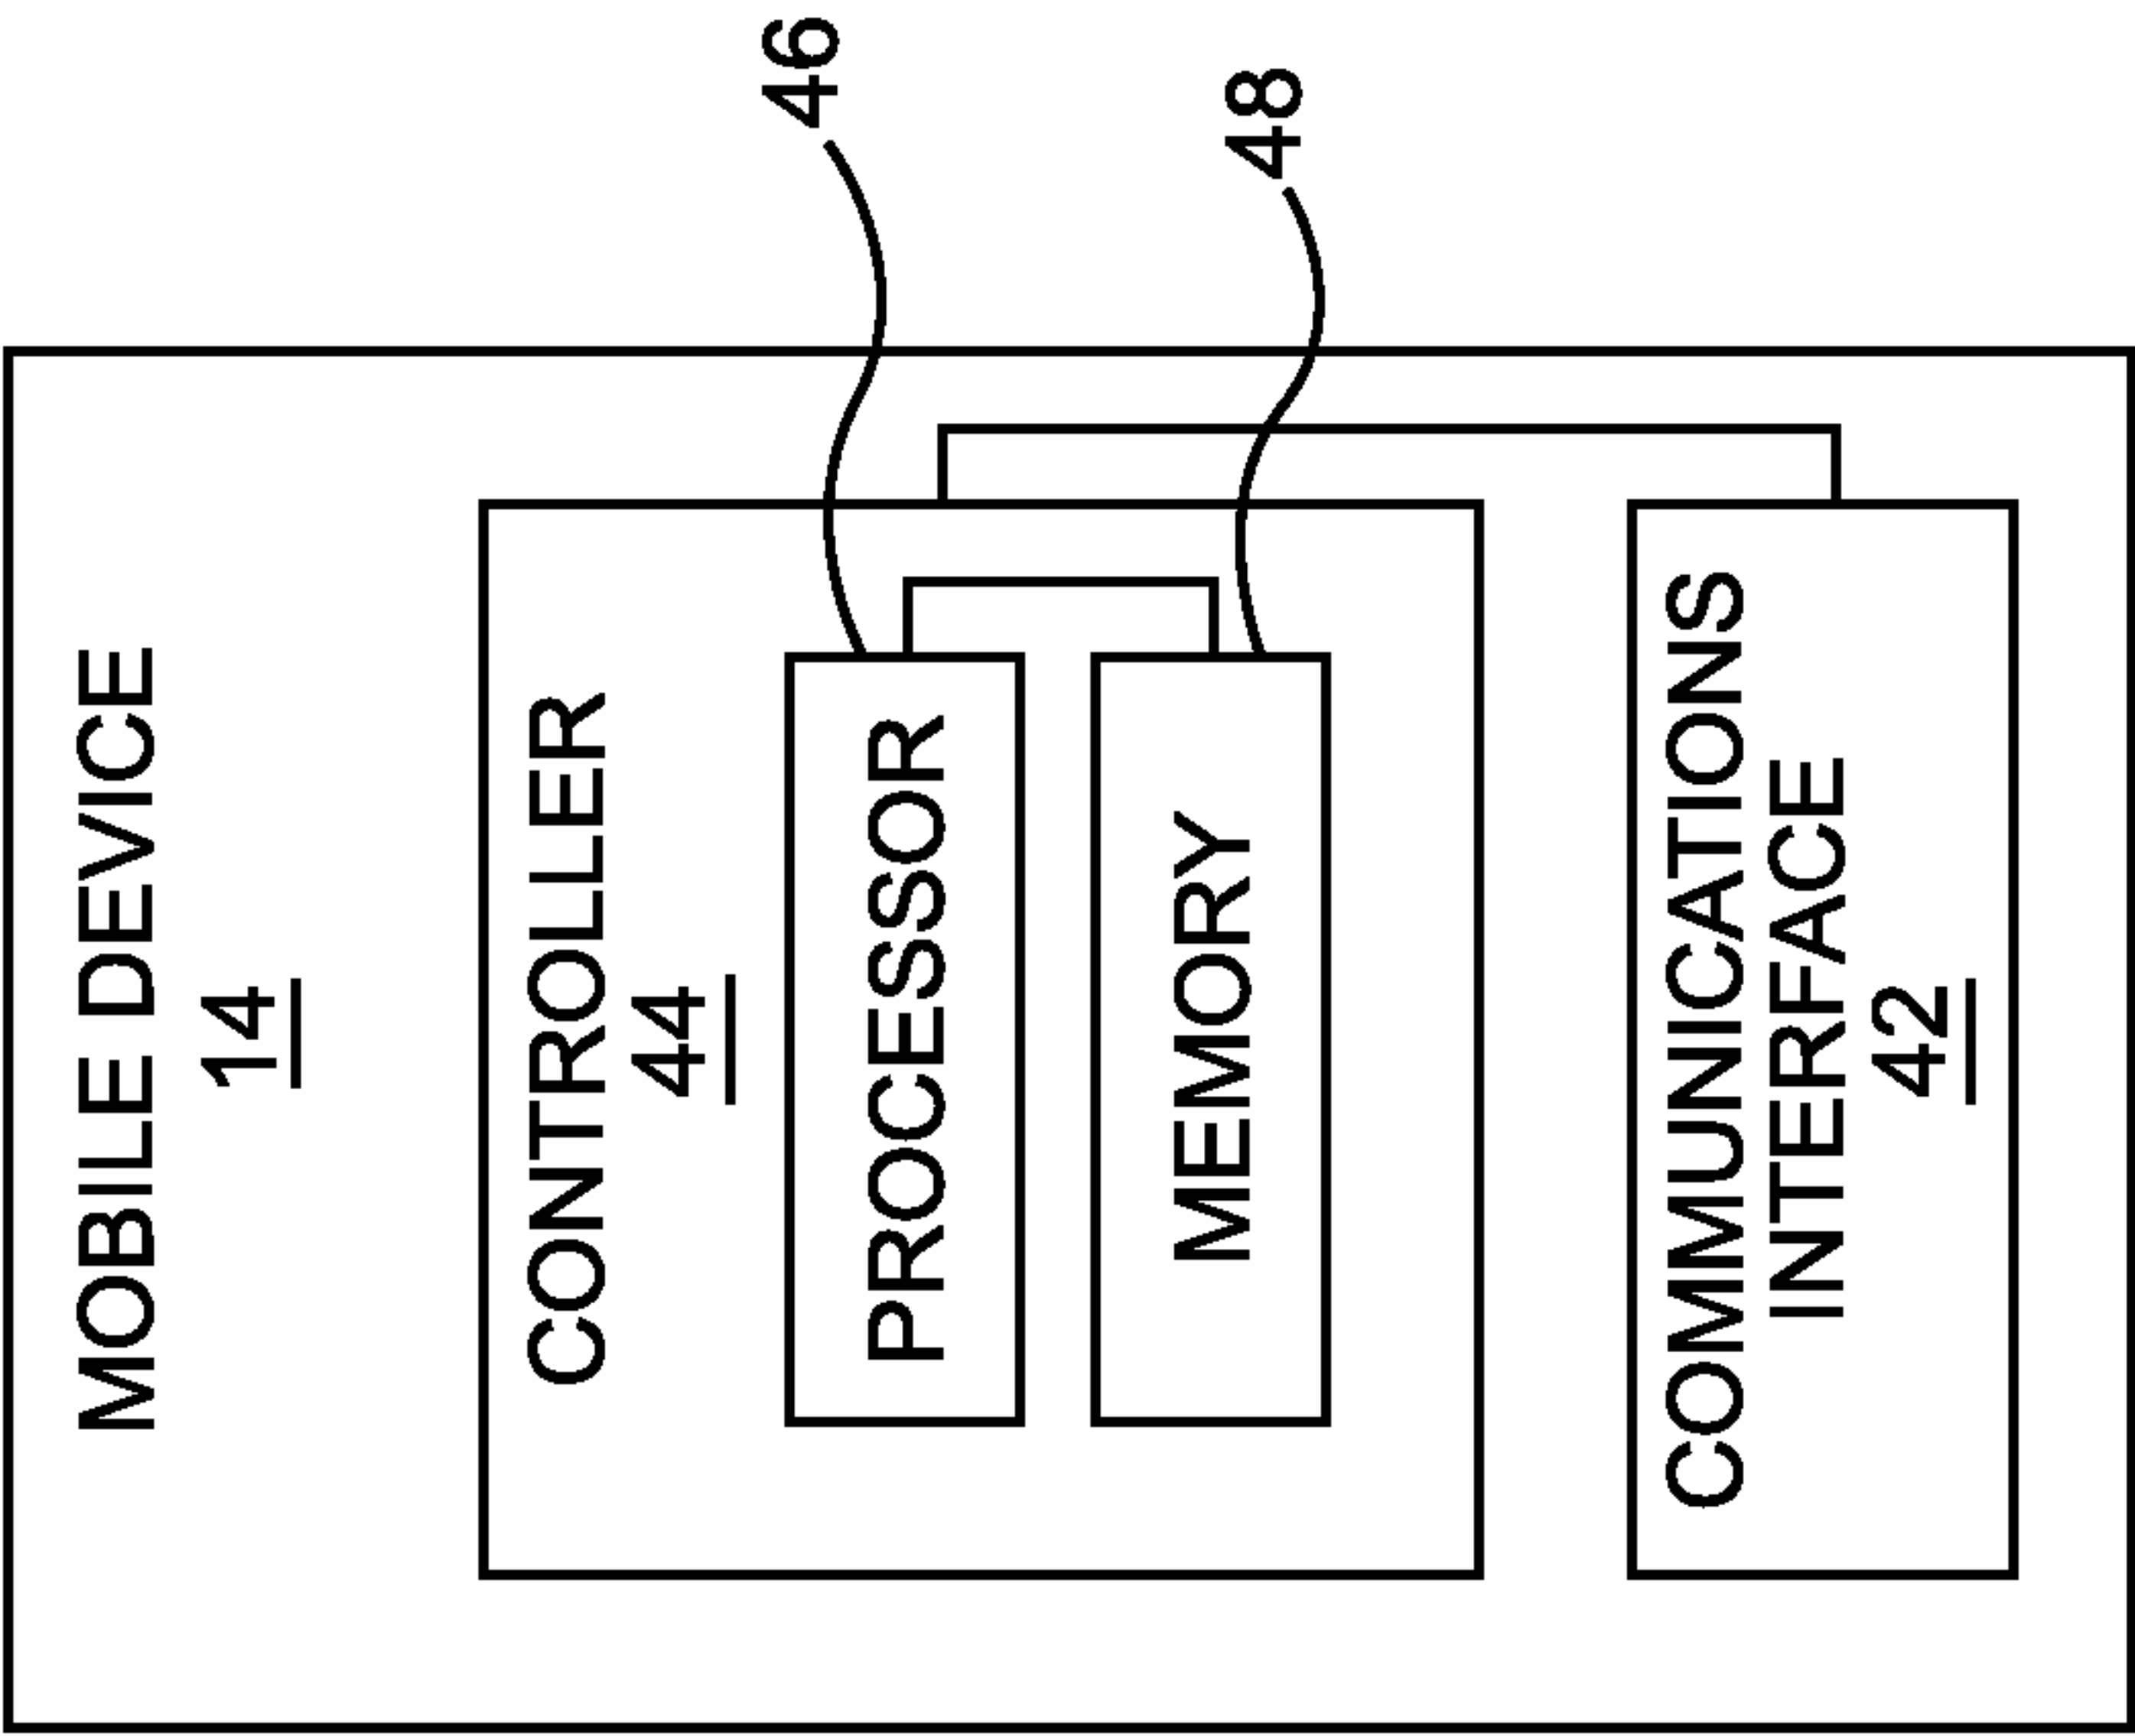 MOBILE DEVICE
14
CONTROLLER
44
PROCESSOR
46
MEMORY
48
COMMUNICATIONS
INTERFACE
42